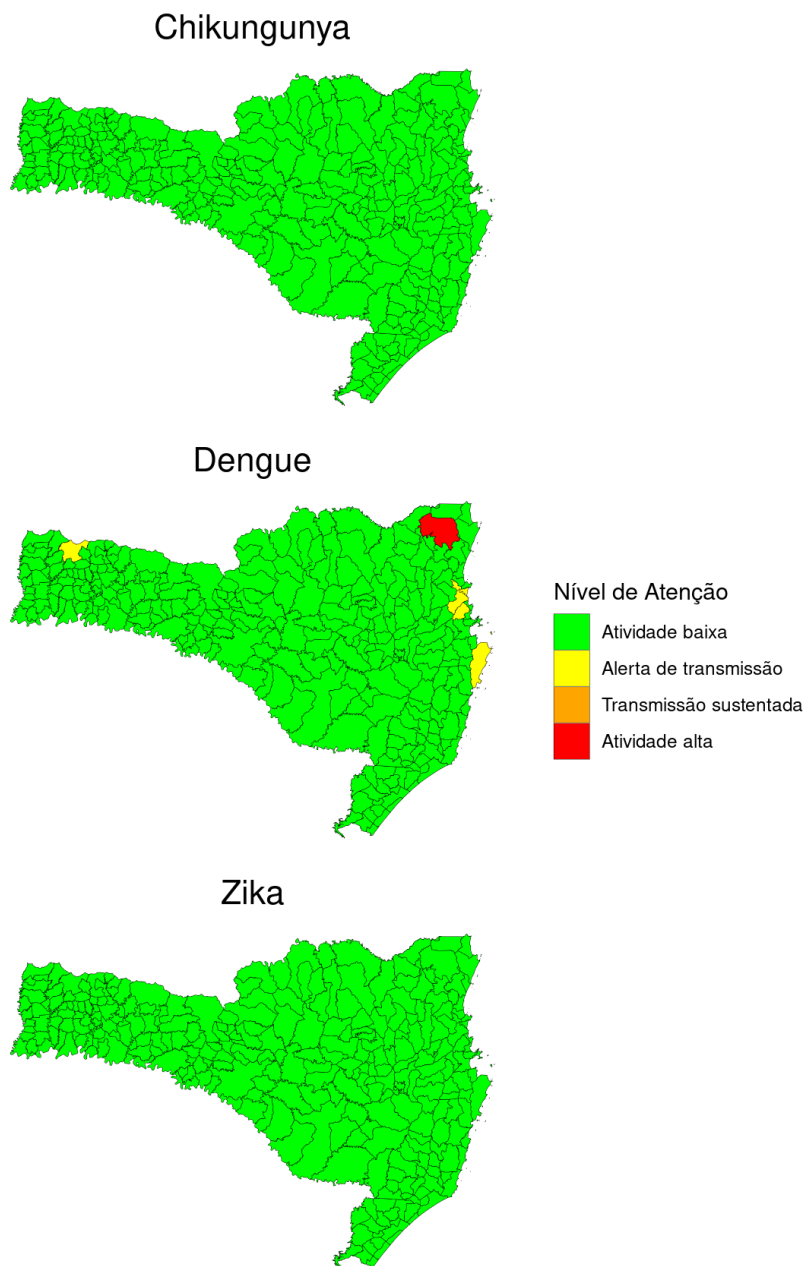 Chikungunya
Dengue
Nível de Atenção
Atividade baixa
Alerta de transmissão
Transmissão sustentada
Atividade alta
Zika